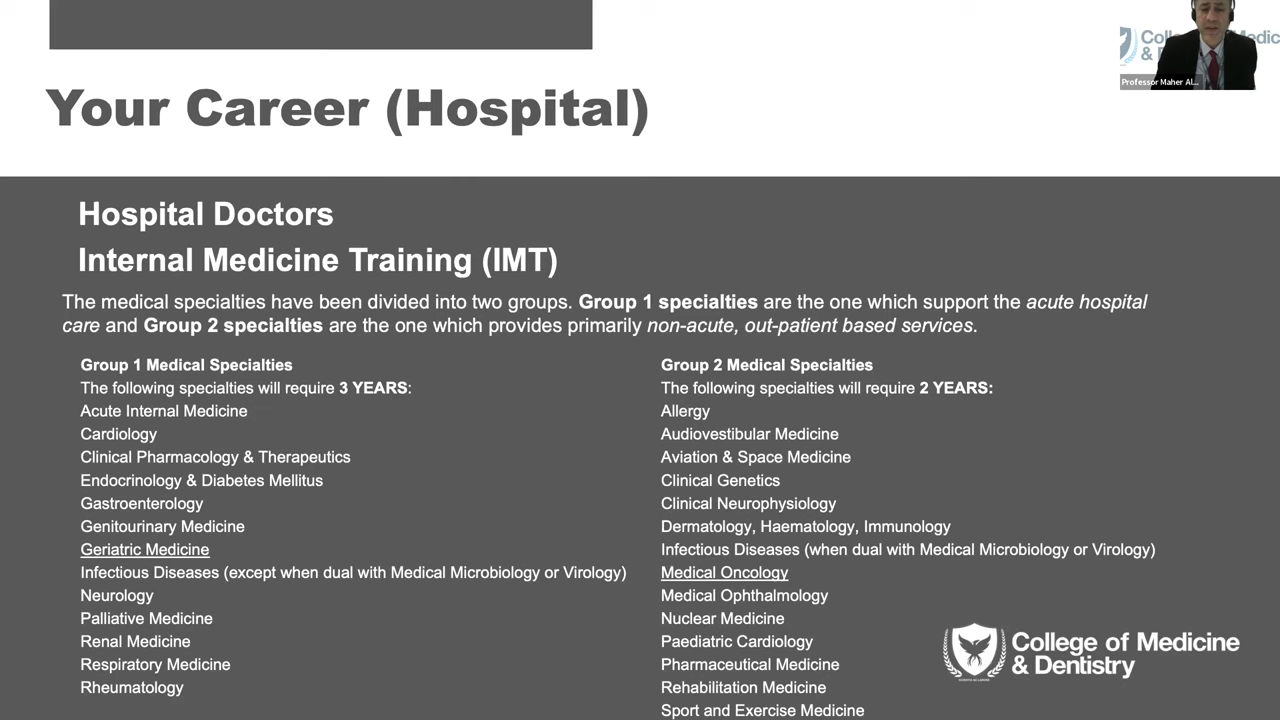 College of Medicine
& D
Professor Maher Al...
Your Career (Hospital)
Hospital Doctors
Internal Medicine Training (IMT)
The medical specialties have been divided into two groups. Group 1 specialties are the one which support the acute hospital
care and Group 2 specialties are the one which provides primarily non-acute, out-patient based services.
Group 1 Medical Specialties
The following specialties will require 3 YEARS:
Acute Internal Medicine
Cardiology
Clinical Pharmacology & Therapeutics
Endocrinology & Diabetes Mellitus
Gastroenterology
Genitourinary Medicine
Geriatric Medicine
Infectious Diseases (except when dual with Medical Microbiology or Virology)
Neurology
Palliative Medicine
Renal Medicine
Respiratory Medicine
Rheumatology
Group 2 Medical Specialties
The following specialties will require 2 YEARS:
Allergy
Audiovestibular Medicine
Aviation & Space Medicine
Clinical Genetics
Clinical Neurophysiology
Dermatology, Haematology, Immunology
Infectious Diseases (when dual with Medical Microbiology or Virology)
Medical Oncology
Medical Ophthalmology
Nuclear Medicine
Paediatric Cardiology
Pharmaceutical Medicine
Rehabilitation Medicine
Sport and Exercise Medicine
College of Medicine
& Dentistry